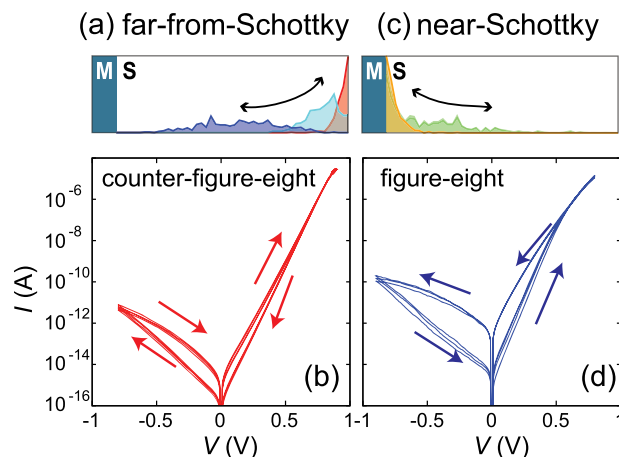 (a) far-from-Schottky
(c) near-Schottky
M S
M S
counter-figure-eight
figure-eight
I (A)
10⁻⁶
10⁻⁸
10⁻¹⁰
10⁻¹²
10⁻¹⁴
10⁻¹⁶
(b)
(d)
-1 -0.5 0 0.5 1
-1 -0.5 0 0.5 1
V (V)
V (V)